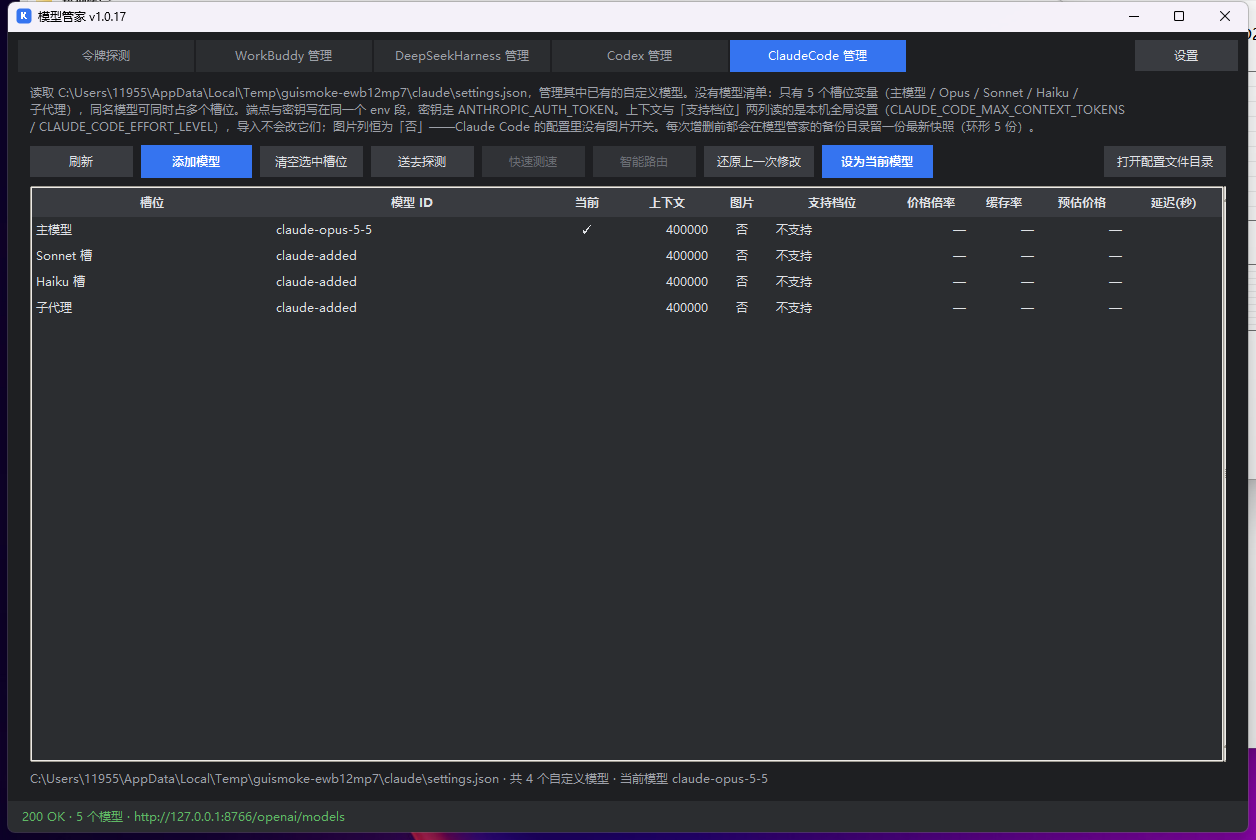 模型管家 v1.0.17
令牌探测 WorkBuddy 管理 DeepSeekHarness 管理 Codex 管理 ClaudeCode 管理 设置
读取 C:\Users\11955\AppData\Local\Temp\guismoke-ewb12mp7\claude\settings.json，管理其中已有的自定义模型。没有模型清单：只有 5 个槽位变量（主模型 / Opus / Sonnet / Haiku /
子代理），同名模型可同时占多个槽位。端点与密钥写在同一个 env 段，密钥走 ANTHROPIC_AUTH_TOKEN。上下文与「支持档位」两列读的是本机全局设置（CLAUDE_CODE_MAX_CONTEXT_TOKENS
/ CLAUDE_CODE_EFFORT_LEVEL），导入不会改它们；图片列恒为「否」——Claude Code 的配置里没有图片开关。每次增删前都会在模型管家的备份目录留一份最新快照（环形 5 份）。
刷新 添加模型 清空选中槽位 送去探测 快速测速 智能路由 还原上一次修改 设为当前模型 打开配置文件目录
槽位 模型 ID 当前 上下文 图片 支持档位 价格倍率 缓存率 预估价格 延迟(秒)
主模型 claude-opus-5-5 ✓ 400000 否 不支持 — — —
Sonnet 槽 claude-added 400000 否 不支持 — — —
Haiku 槽 claude-added 400000 否 不支持 — — —
子代理 claude-added 400000 否 不支持 — — —
C:\Users\11955\AppData\Local\Temp\guismoke-ewb12mp7\claude\settings.json · 共 4 个自定义模型 · 当前模型 claude-opus-5-5
200 OK · 5 个模型 · http://127.0.0.1:8766/openai/models